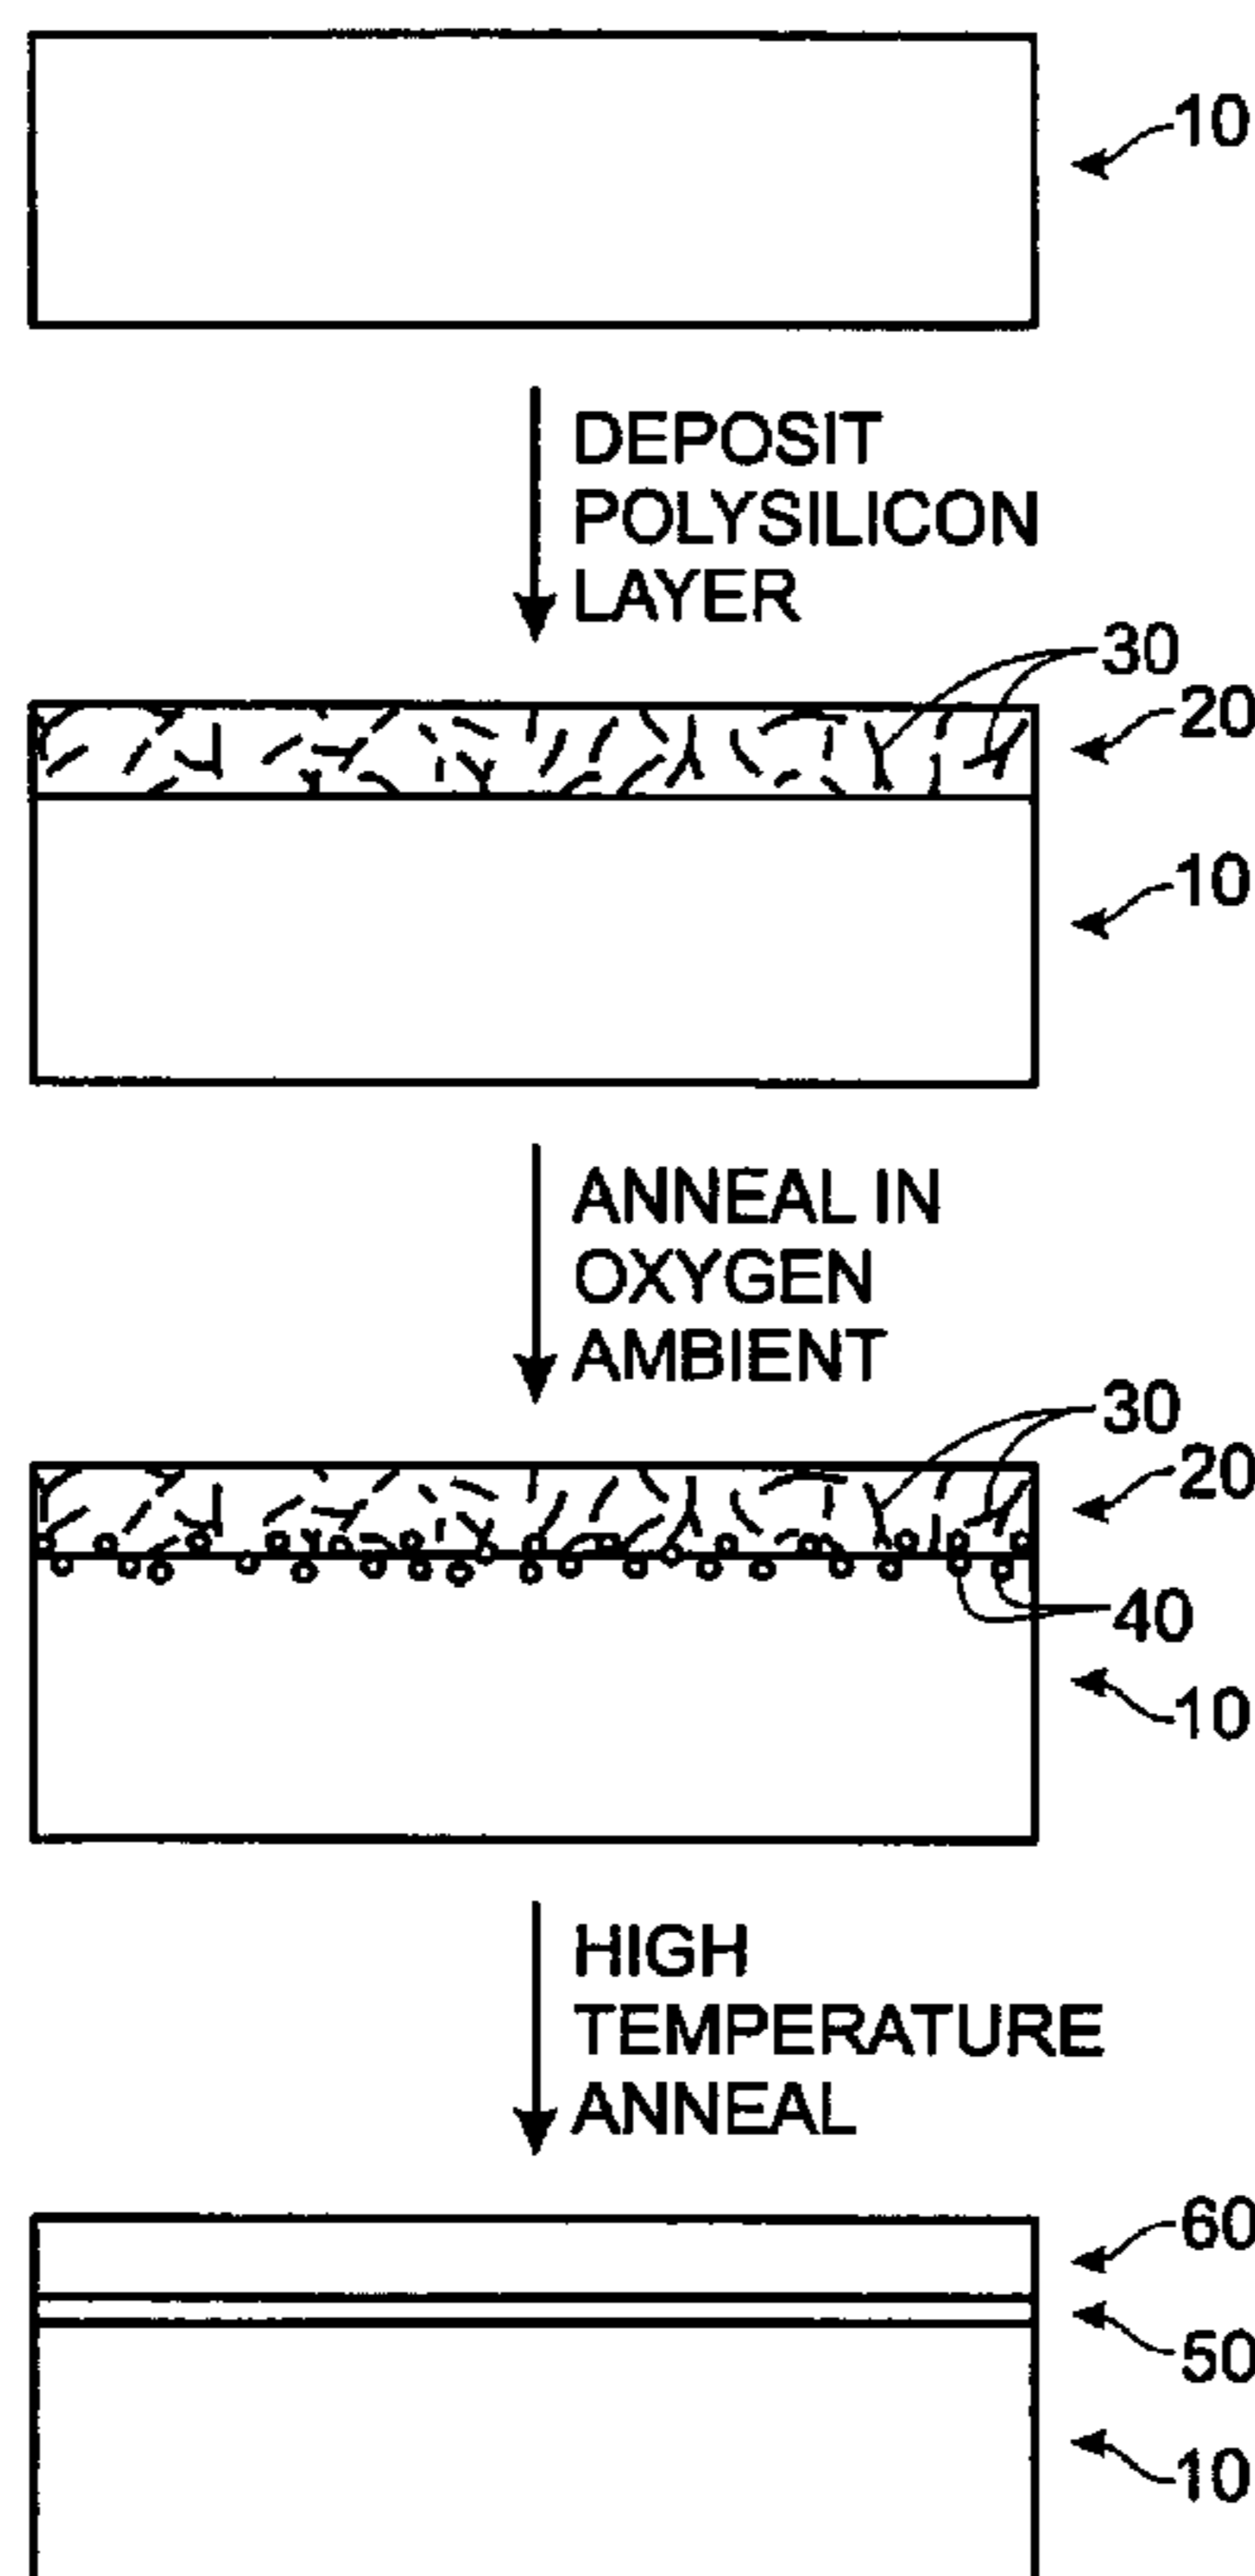 10
DEPOSIT
POLYSILICON
LAYER
30
20
10
ANNEAL IN
OXYGEN
AMBIENT
30
20
40
10
HIGH
TEMPERATURE
ANNEAL
60
50
10